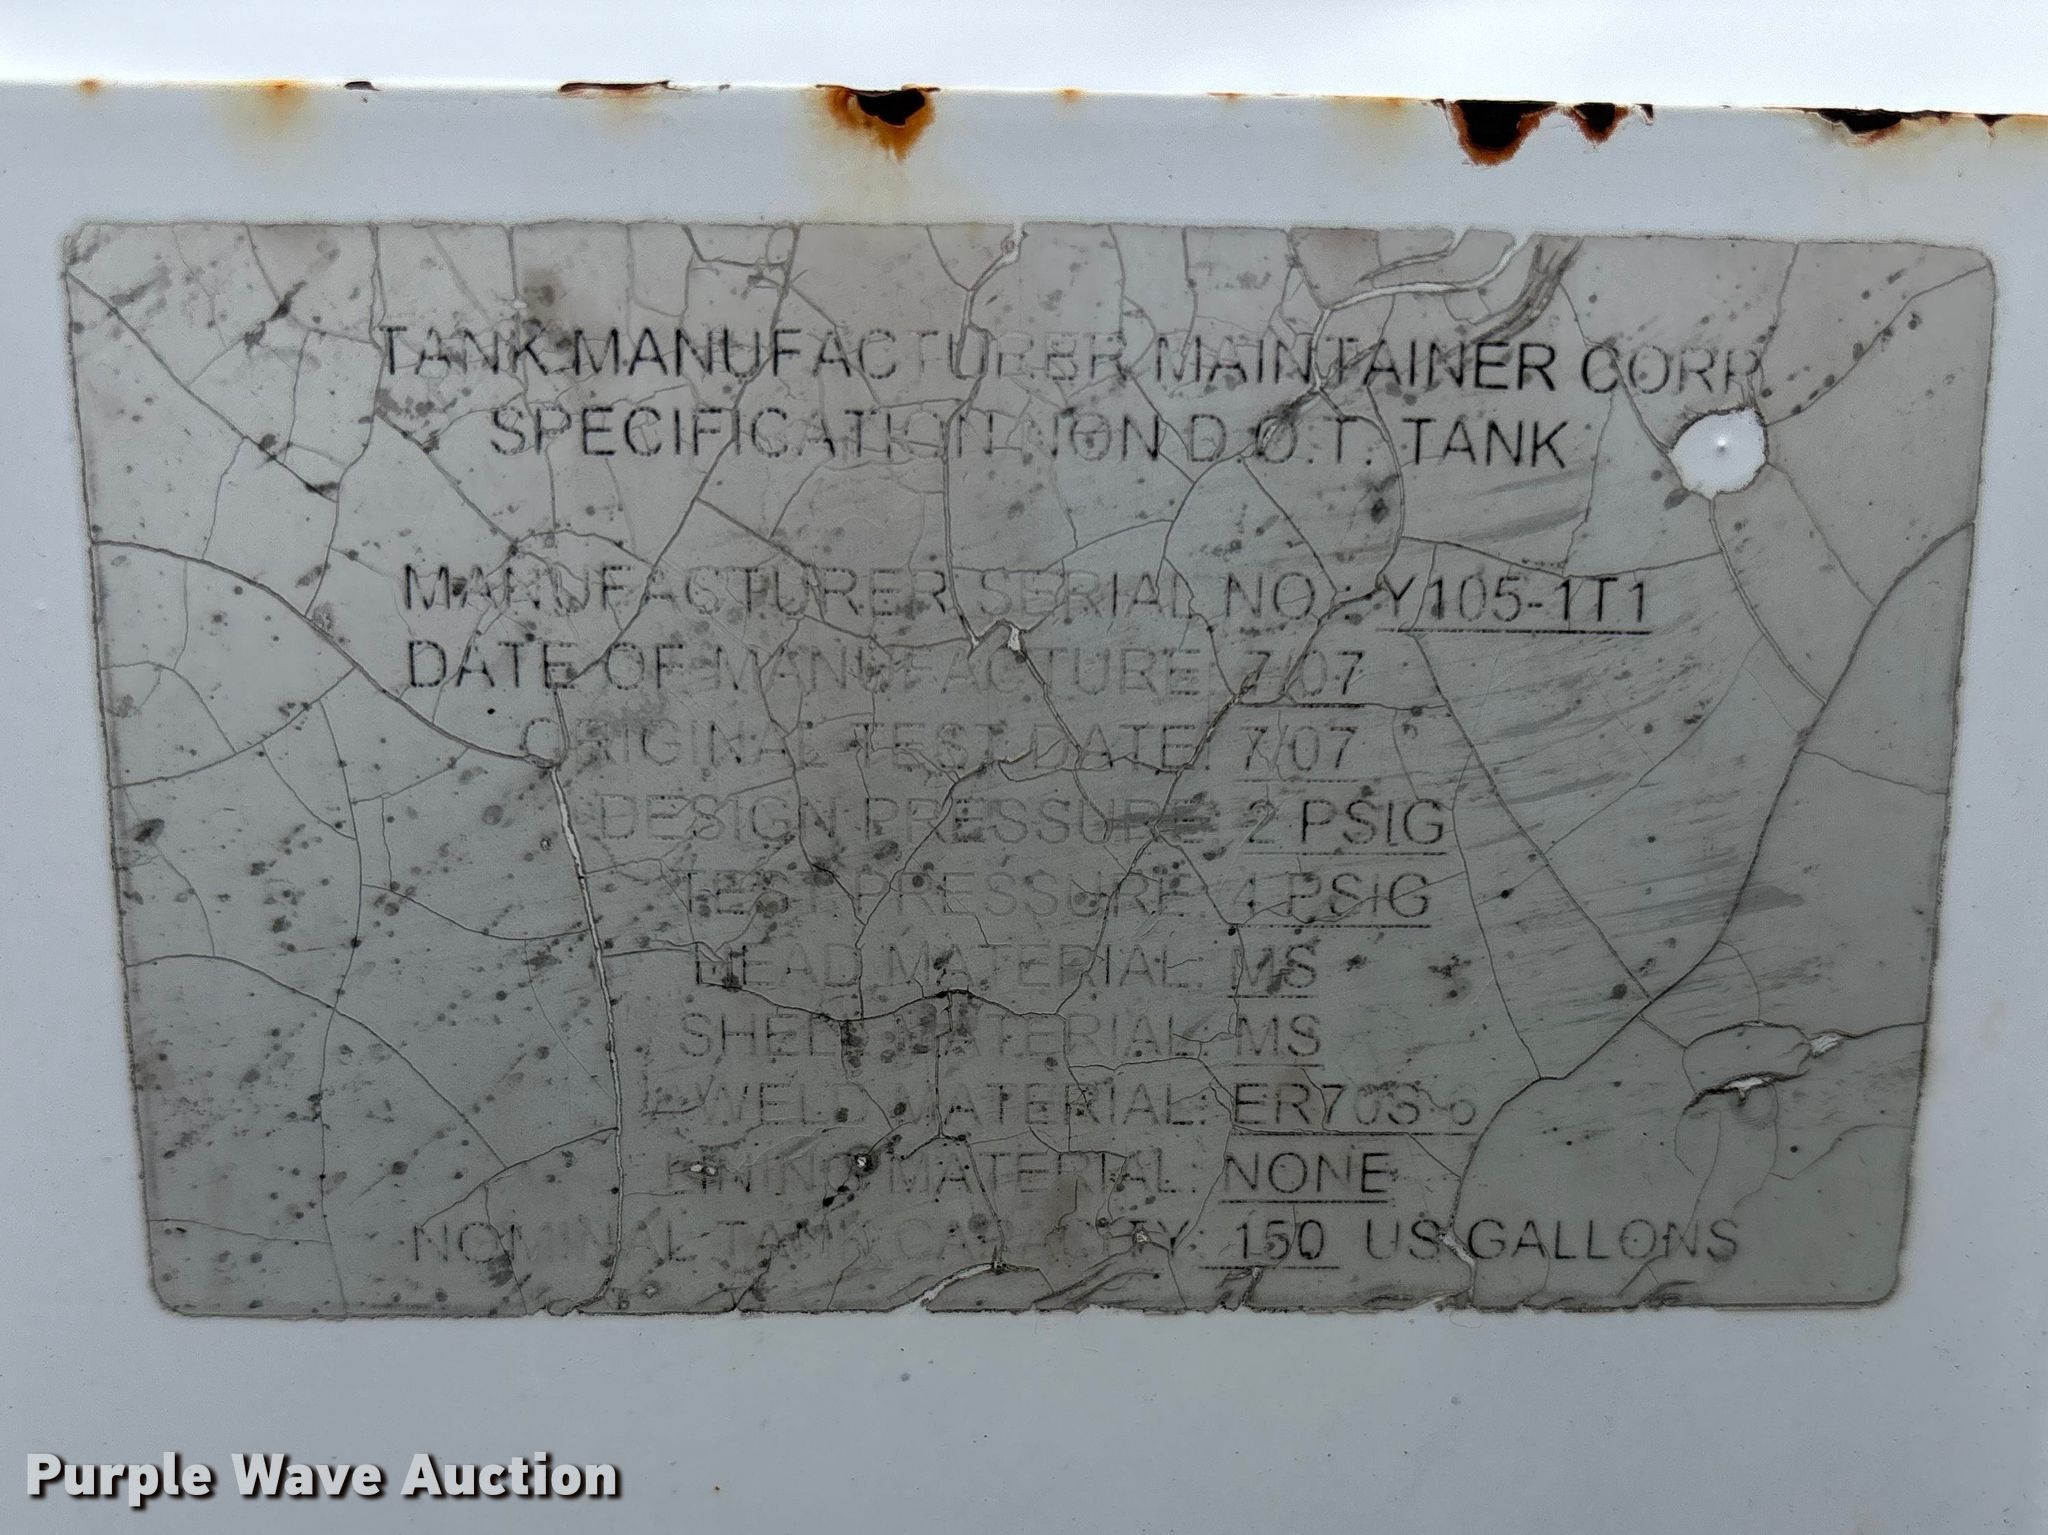 TANK MANUFACTURER MAINTAINER CORP
SPECIFICATION NON D.O.T. TANK
MANUFACTURER SERIAL NO.: Y105-1T1
DATE OF MANUFACTURE: 7/07
ORIGINAL TEST DATE: 7/07
DESIGN PRESSURE: 2 PSIG
TEST PRESSURE: 4 PSIG
HEAD MATERIAL: MS
SHELL MATERIAL: MS
WELD MATERIAL: ER70S-6
LINING MATERIAL: NONE
NOMINAL TANK CAPACITY: 150 US GALLONS
Purple Wave Auction